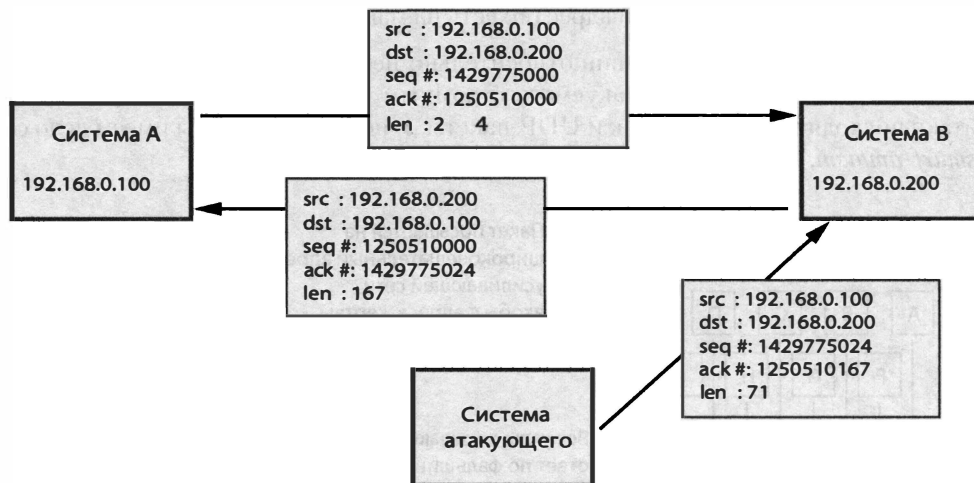 src : 192.168.0.100
dst : 192.168.0.200
seq #: 1429775000
ack #: 1250510000
len : 2 4
Система A
192.168.0.100
Система B
192.168.0.200
src : 192.168.0.200
dst : 192.168.0.100
seq #: 1250510000
ack #: 1429775024
len : 167
src : 192.168.0.100
dst : 192.168.0.200
seq #: 1429775024
ack #: 1250510167
len : 71
Система
атакующего